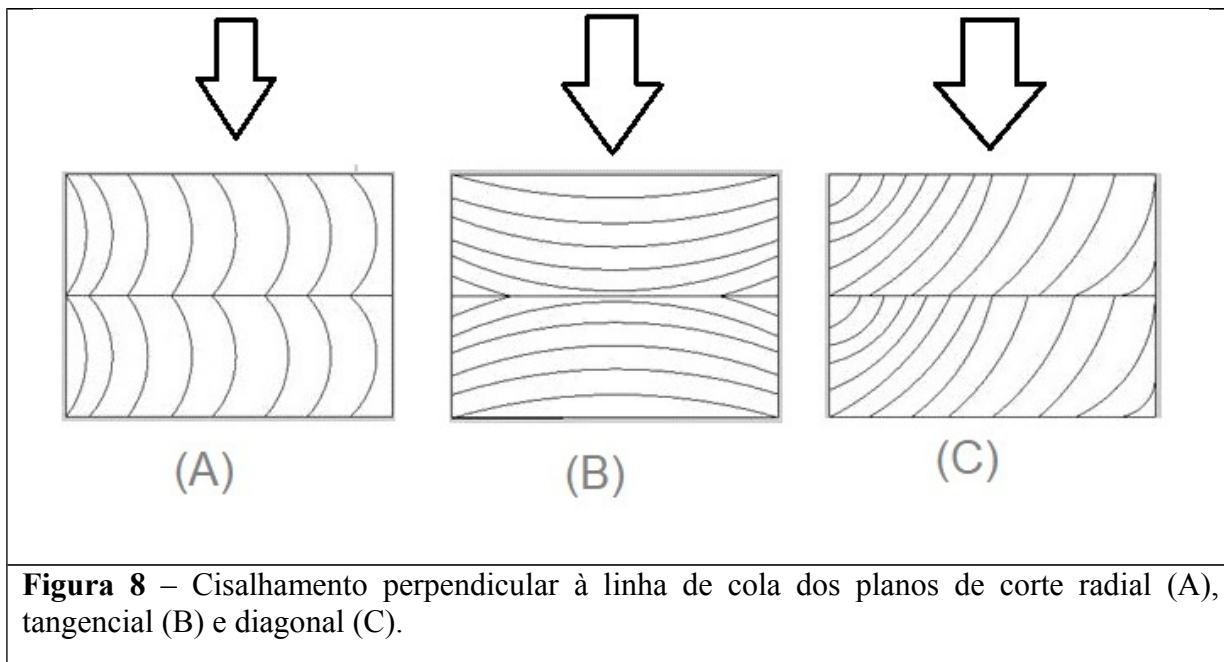 (A)
(B)
(C)
Figura 8 – Cisalhamento perpendicular à linha de cola dos planos de corte radial (A),
tangencial (B) e diagonal (C).